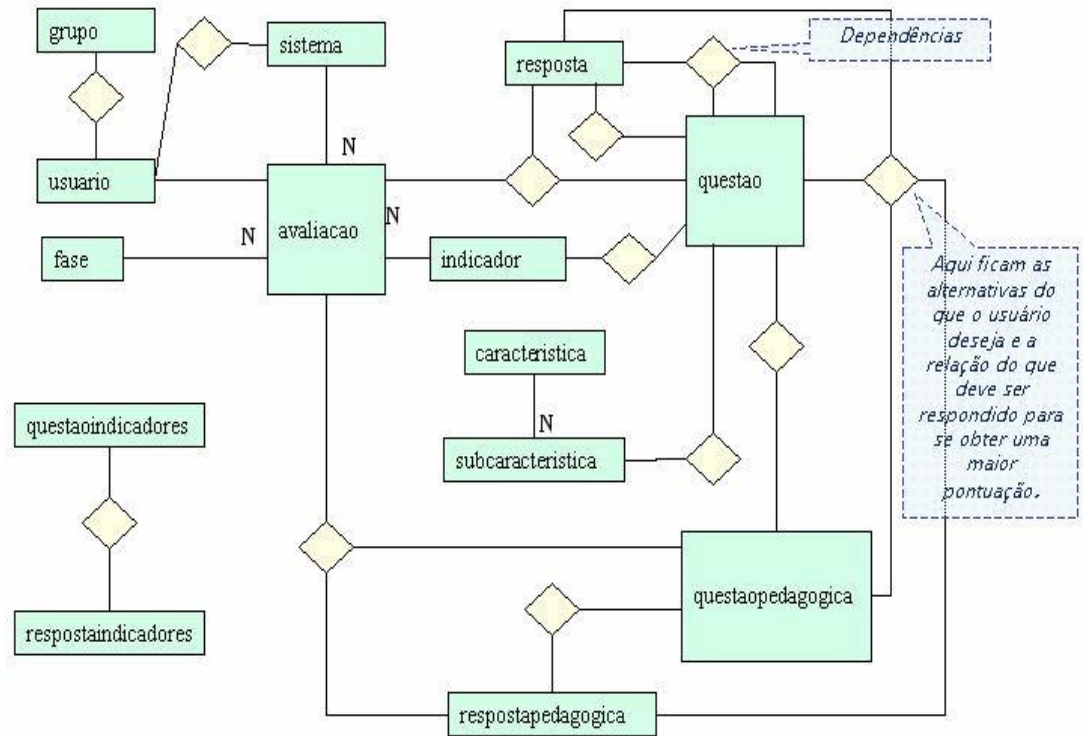 grupo
sistema
resposta
Dependências
N
usuario
questao
N
N
avaliacao
fase
indicador
Aqui ficam as
alternativas do
que o usuário
deseja e a
relação do que
deve ser
respondido para
se obter uma
maior
pontuação.
caracteristica
N
questaoindicadores
subcaracteristica
questaopedagogica
respostaindicadores
respostapedagogica